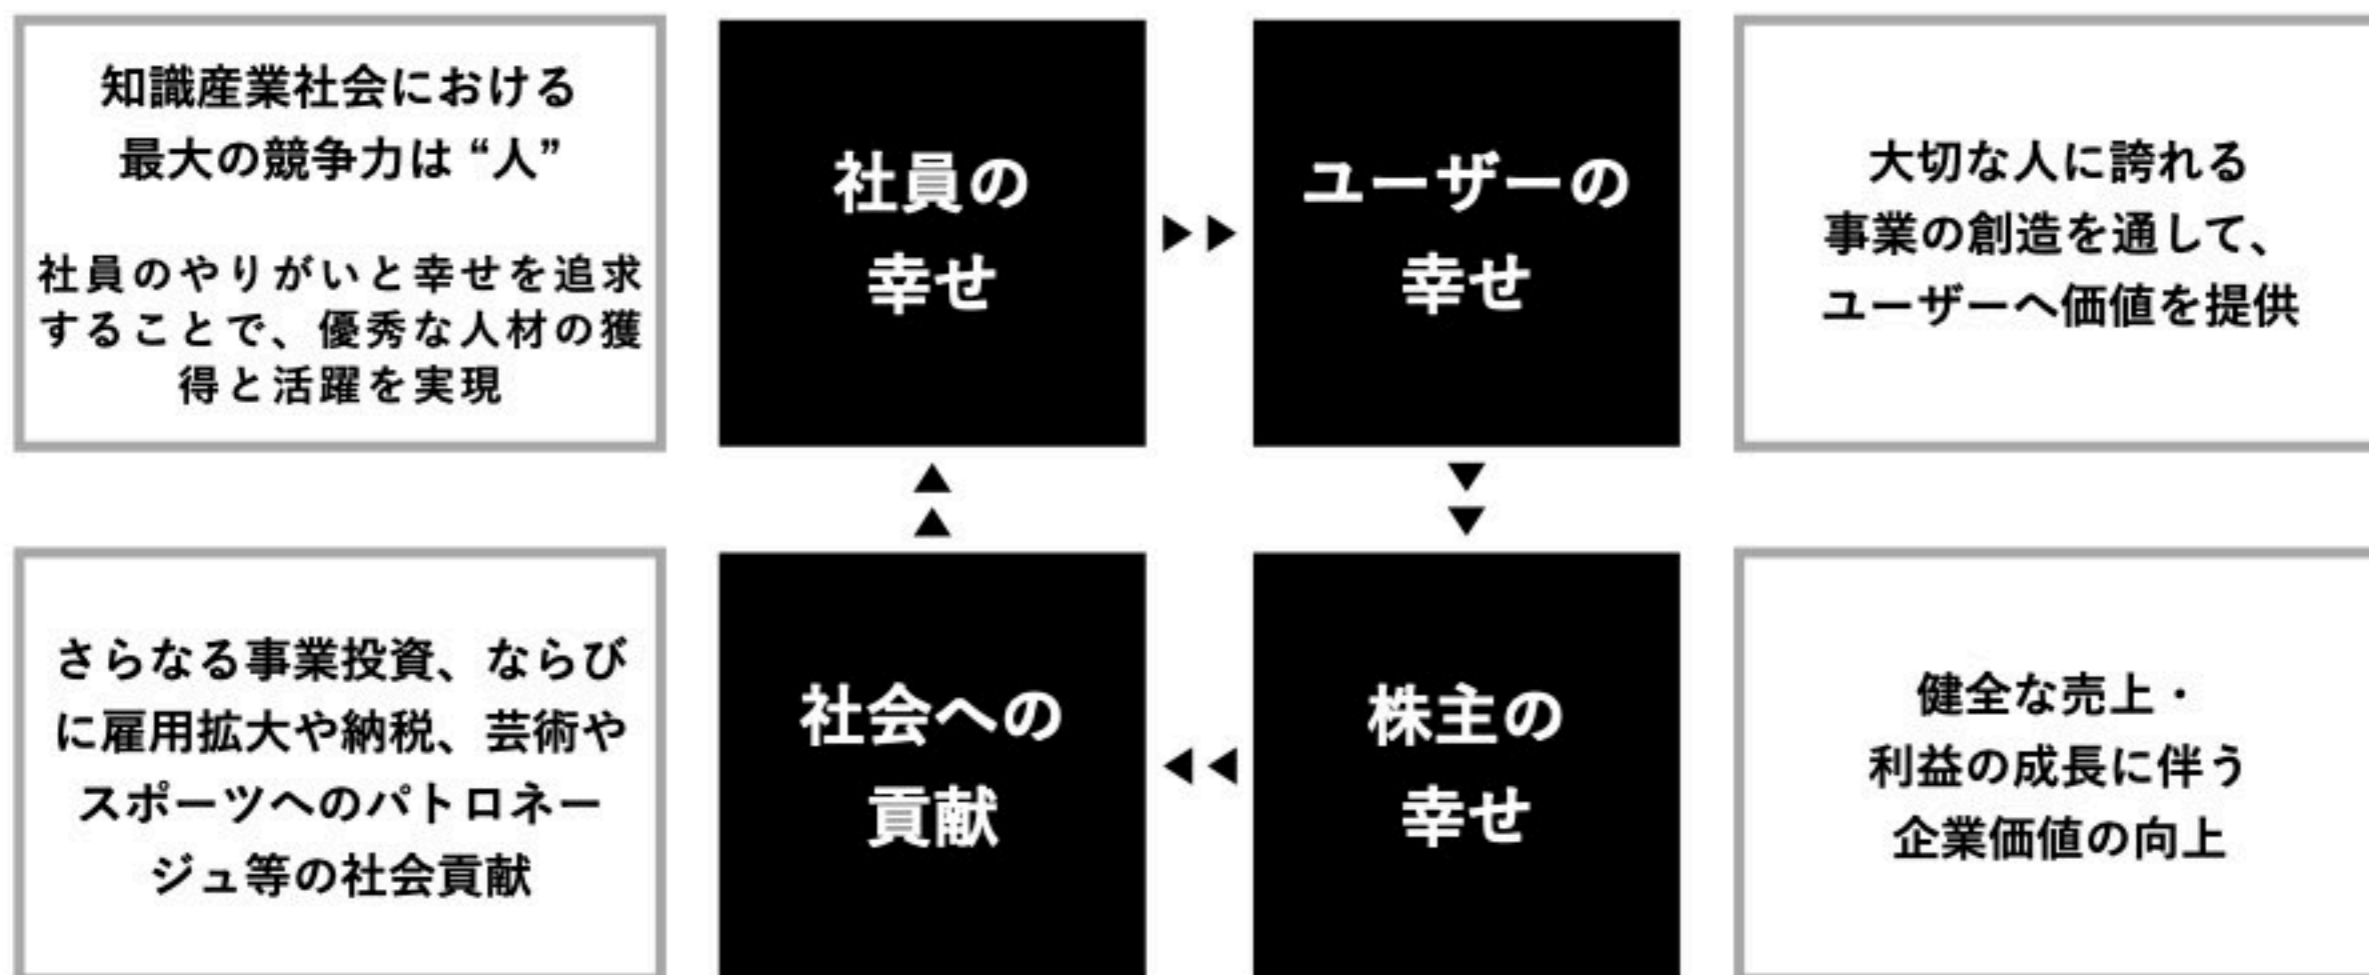 知識産業社会における
最大の競争力は “人”
社員のやりがいと幸せを追求
することで、優秀な人材の獲
得と活躍を実現
社員の
幸せ
ユーザーの
幸せ
大切な人に誇れる
事業の創造を通して、
ユーザーへ価値を提供
さらなる事業投資、ならび
に雇用拡大や納税、芸術や
スポーツへのパトロネー
ジュ等の社会貢献
社会への
貢献
株主の
幸せ
健全な売上・
利益の成長に伴う
企業価値の向上